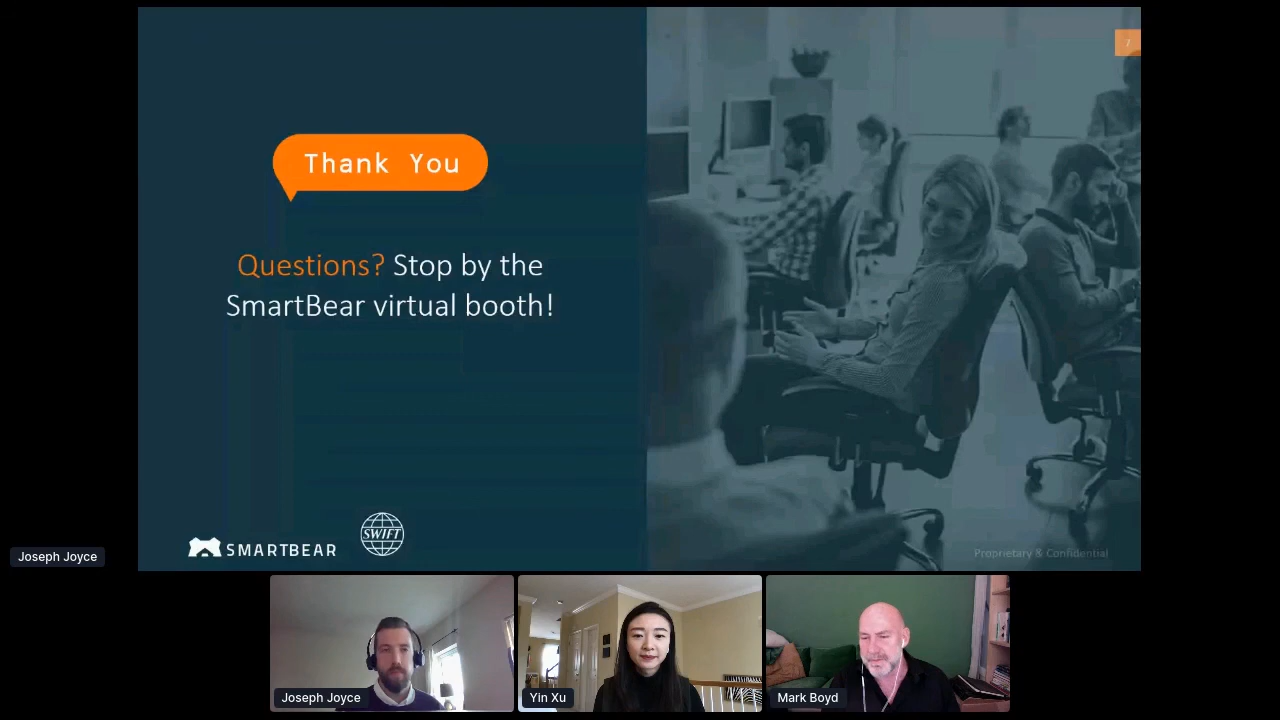 7
Thank You
Questions? Stop by the
SmartBear virtual booth!
SMARTBEAR
SWIFT
Proprietary & Confidential
Joseph Joyce
Joseph Joyce
Yin Xu
Mark Boyd